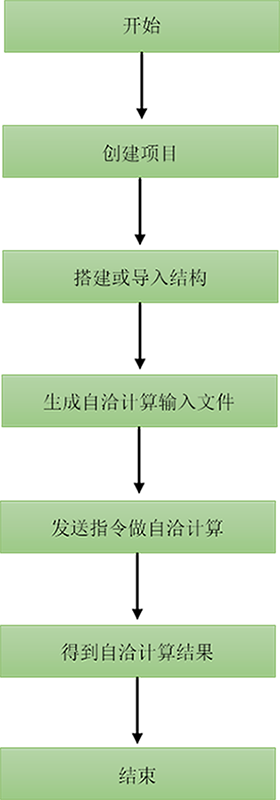 开始
创建项目
搭建或导入结构
生成自洽计算输入文件
发送指令做自洽计算
得到自洽计算结果
结束